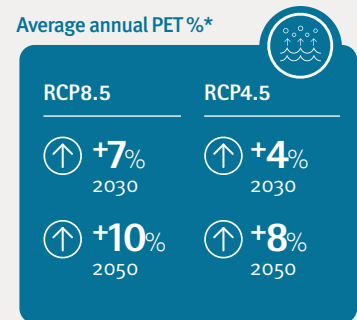 Average annual PET %*
RCP8.5 RCP4.5
+7% +4%
2030 2030
+10% +8%
2050 2050